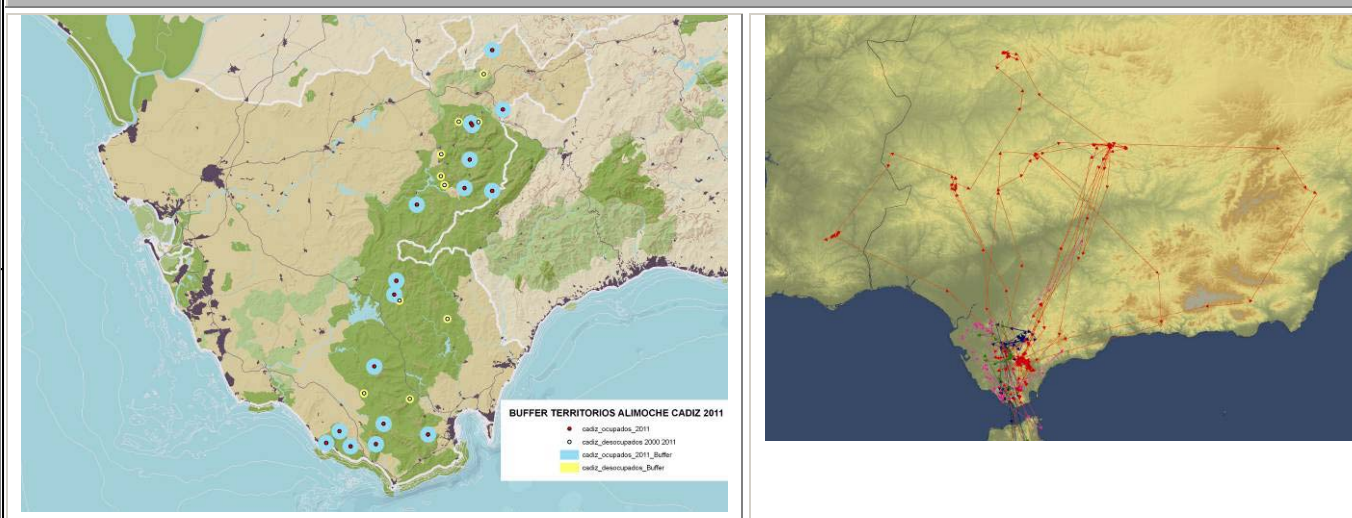 BUFFER TERRITORIOS ALIMOCHE CADIZ 2011
cadiz_ocupados_2011
cadiz_desocupados 2000 2011
cadiz_ocupados_2011_Buffer
cadiz_desocupados_Buffer